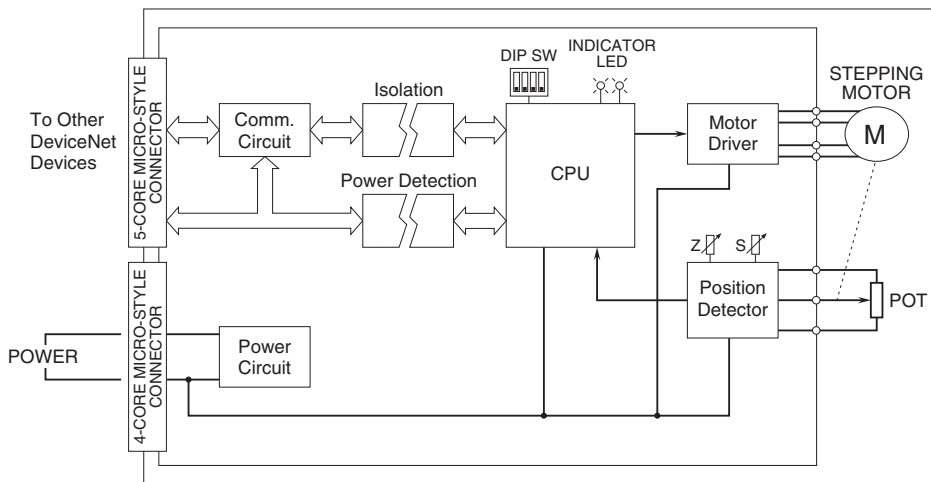 DIP SW
INDICATOR
LED
STEPPING
MOTOR
To Other
DeviceNet
Devices
5-CORE MICRO-STYLE
CONNECTOR
Comm.
Circuit
Isolation
Power Detection
CPU
Motor
Driver
M
Z
S
Position
Detector
POT
POWER
4-CORE MICRO-STYLE
CONNECTOR
Power
Circuit